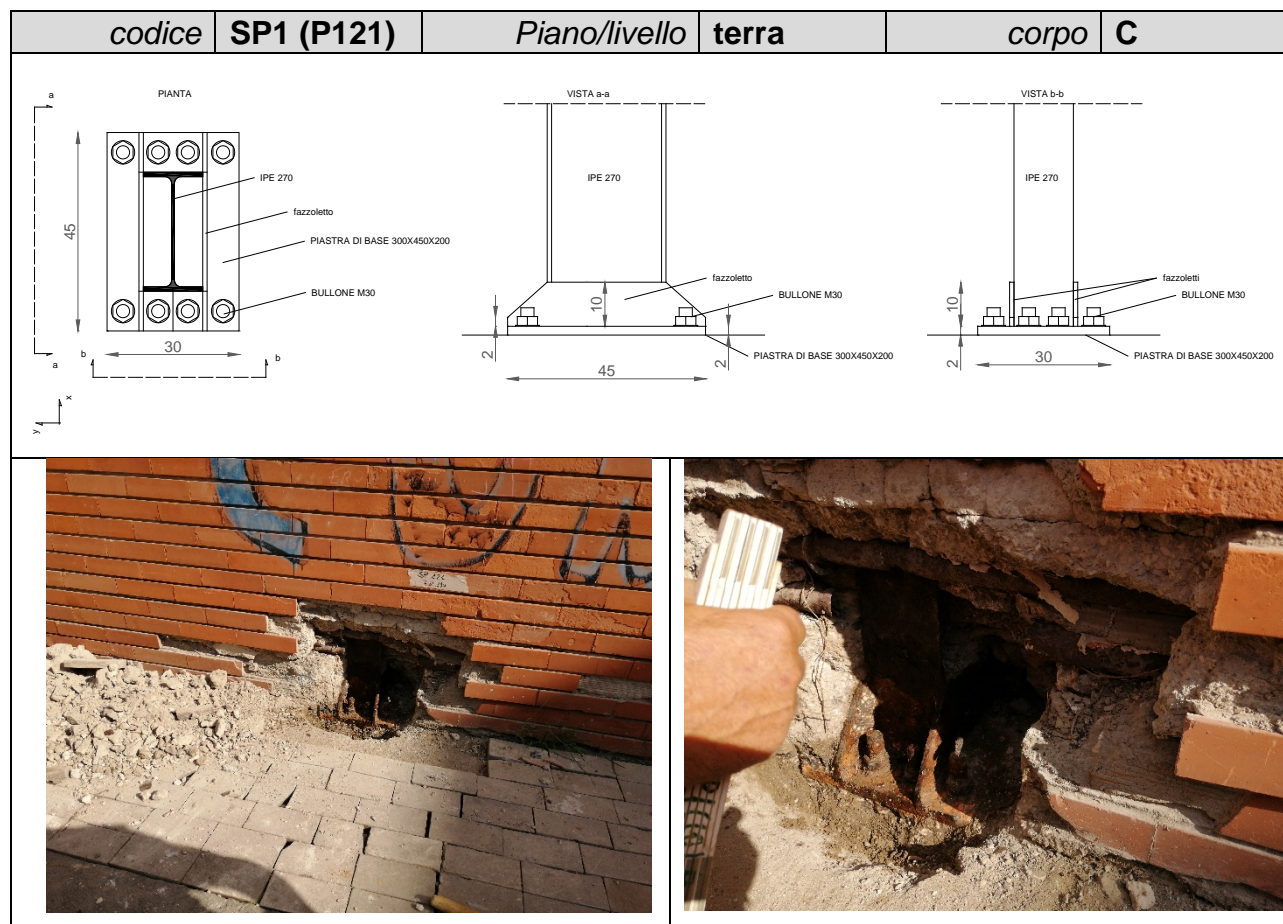 codice SP1 (P121) Piano/livello terra corpo C
PIANTA
a
IPE 270
fazzoletto
PIASTRA DI BASE 300X450X200
BULLONE M30
45
30
a
b
b
x
y
VISTA a-a
IPE 270
fazzoletto
BULLONE M30
10
2
2
PIASTRA DI BASE 300X450X200
45
VISTA b-b
IPE 270
fazzoletti
BULLONE M30
10
2
PIASTRA DI BASE 300X450X200
30